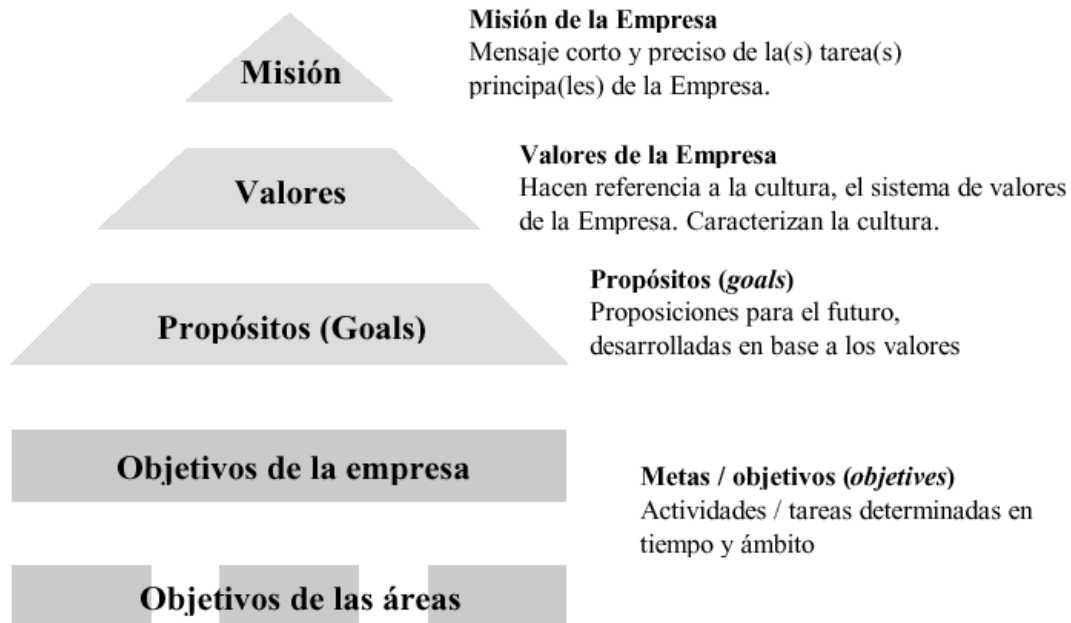 Misión
Misión de la Empresa
Mensaje corto y preciso de la(s) tarea(s)
principa(les) de la Empresa.
Valores
Valores de la Empresa
Hacen referencia a la cultura, el sistema de valores
de la Empresa. Caracterizan la cultura.
Propósitos (Goals)
Propósitos (goals)
Proposiciones para el futuro,
desarrolladas en base a los valores
Objetivos de la empresa
Metas / objetivos (objetives)
Actividades / tareas determinadas en
tiempo y ámbito
Objetivos de las áreas